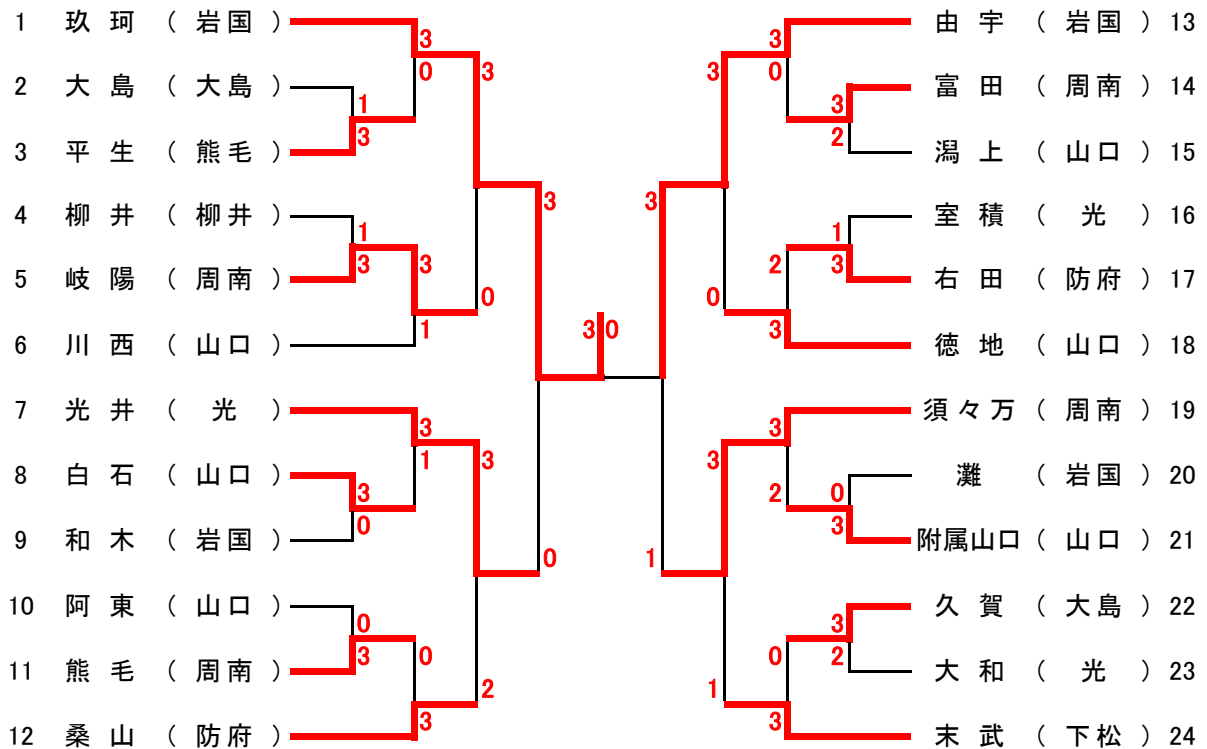 1 玖珂 (岩国) 3 3 3 由宇 (岩国) 13
0 3 0
2 大島 (大島) 1 3 富田 (周南) 14
3 2
3 平生 (熊毛) 潟上 (山口) 15
3 3
4 柳井 (柳井) 1 1 室積 (光) 16
3 3 2 3
5 岐陽 (周南) 右田 (防府) 17
0 0
1 3 0 3
6 川西 (山口) 徳地 (山口) 18
7 光井 (光) 須々万 (周南) 19
3 3
1 3 3
8 白石 (山口) 3 2 0 灘 (岩国) 20
0 3
9 和木 (岩国) 附属山口 (山口) 21
0 1
10 阿東 (山口) 久賀 (大島) 22
0 3
3 0 0 2
11 熊毛 (周南) 大和 (光) 23
2 1
3 3
12 桑山 (防府) 末武 (下松) 24